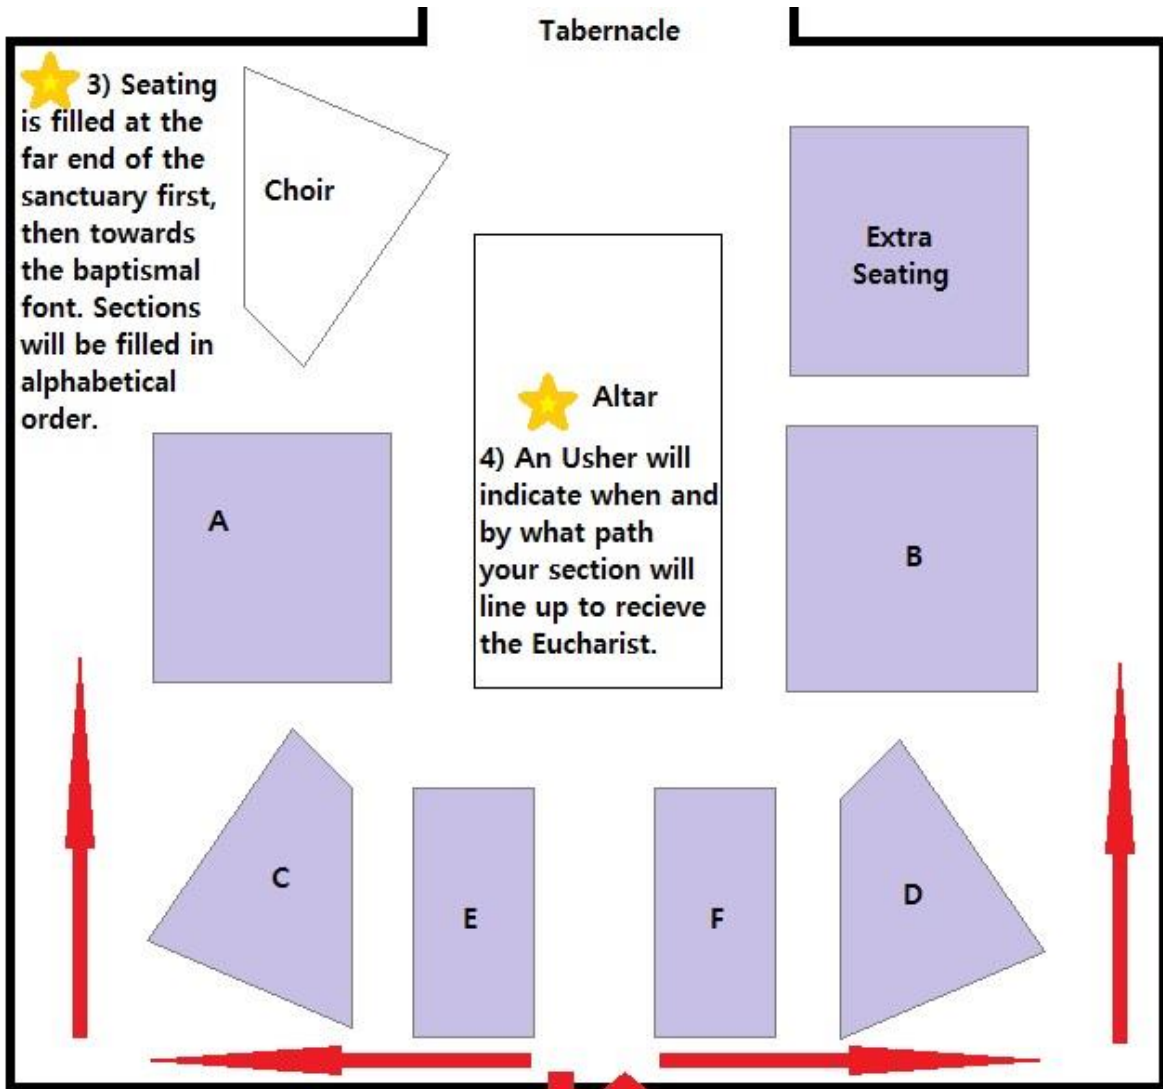 Tabernacle
3) Seating
is filled at the
far end of the
sanctuary first,
then towards
the baptismal
font. Sections
will be filled in
alphabetical
order.
Choir
Extra
Seating
Altar
4) An Usher will
indicate when and
by what path
your section will
line up to recieve
the Eucharist.
A
B
C
E
F
D